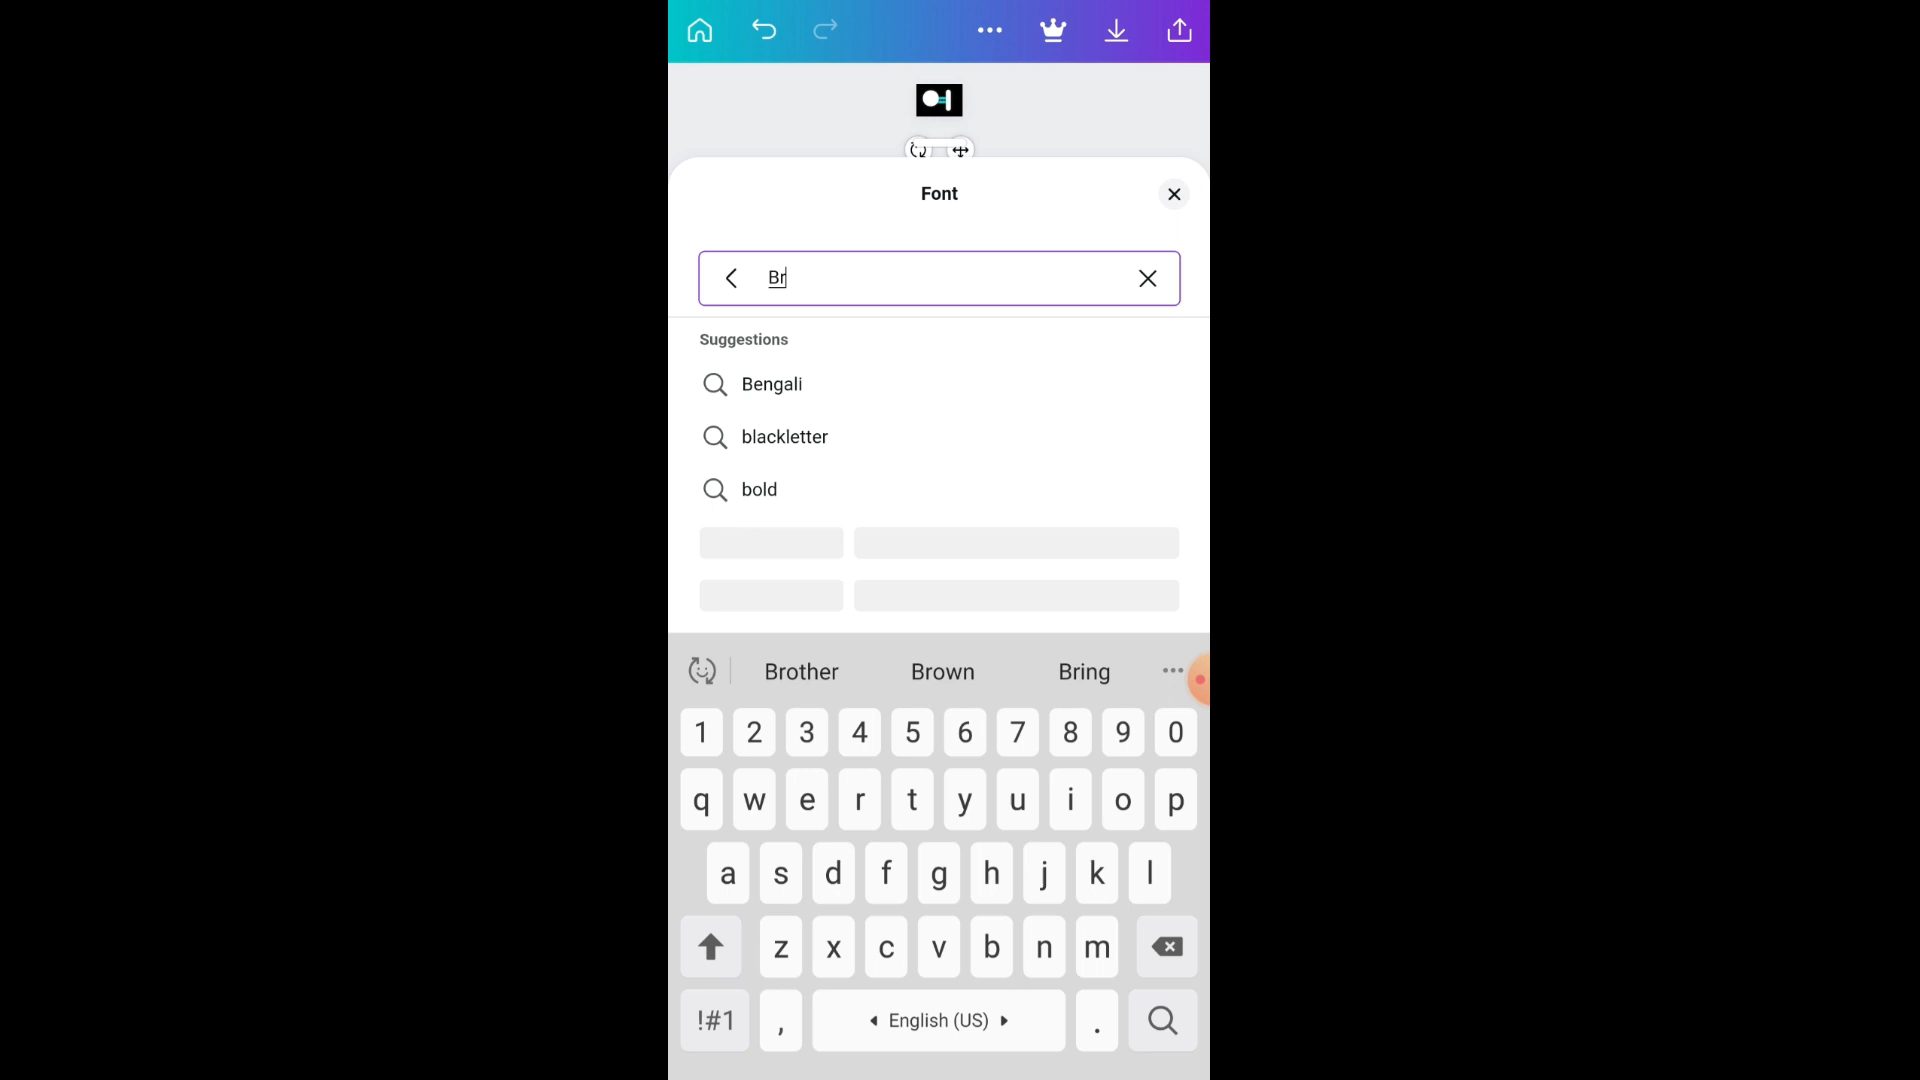 Font
Br
Suggestions
Bengali
blackletter
bold
Brother Brown Bring
1 2 3 4 5 6 7 8 9 0
q w e r t y u i o p
a s d f g h j k l
z x c v b n m
!#1 , English (US) .